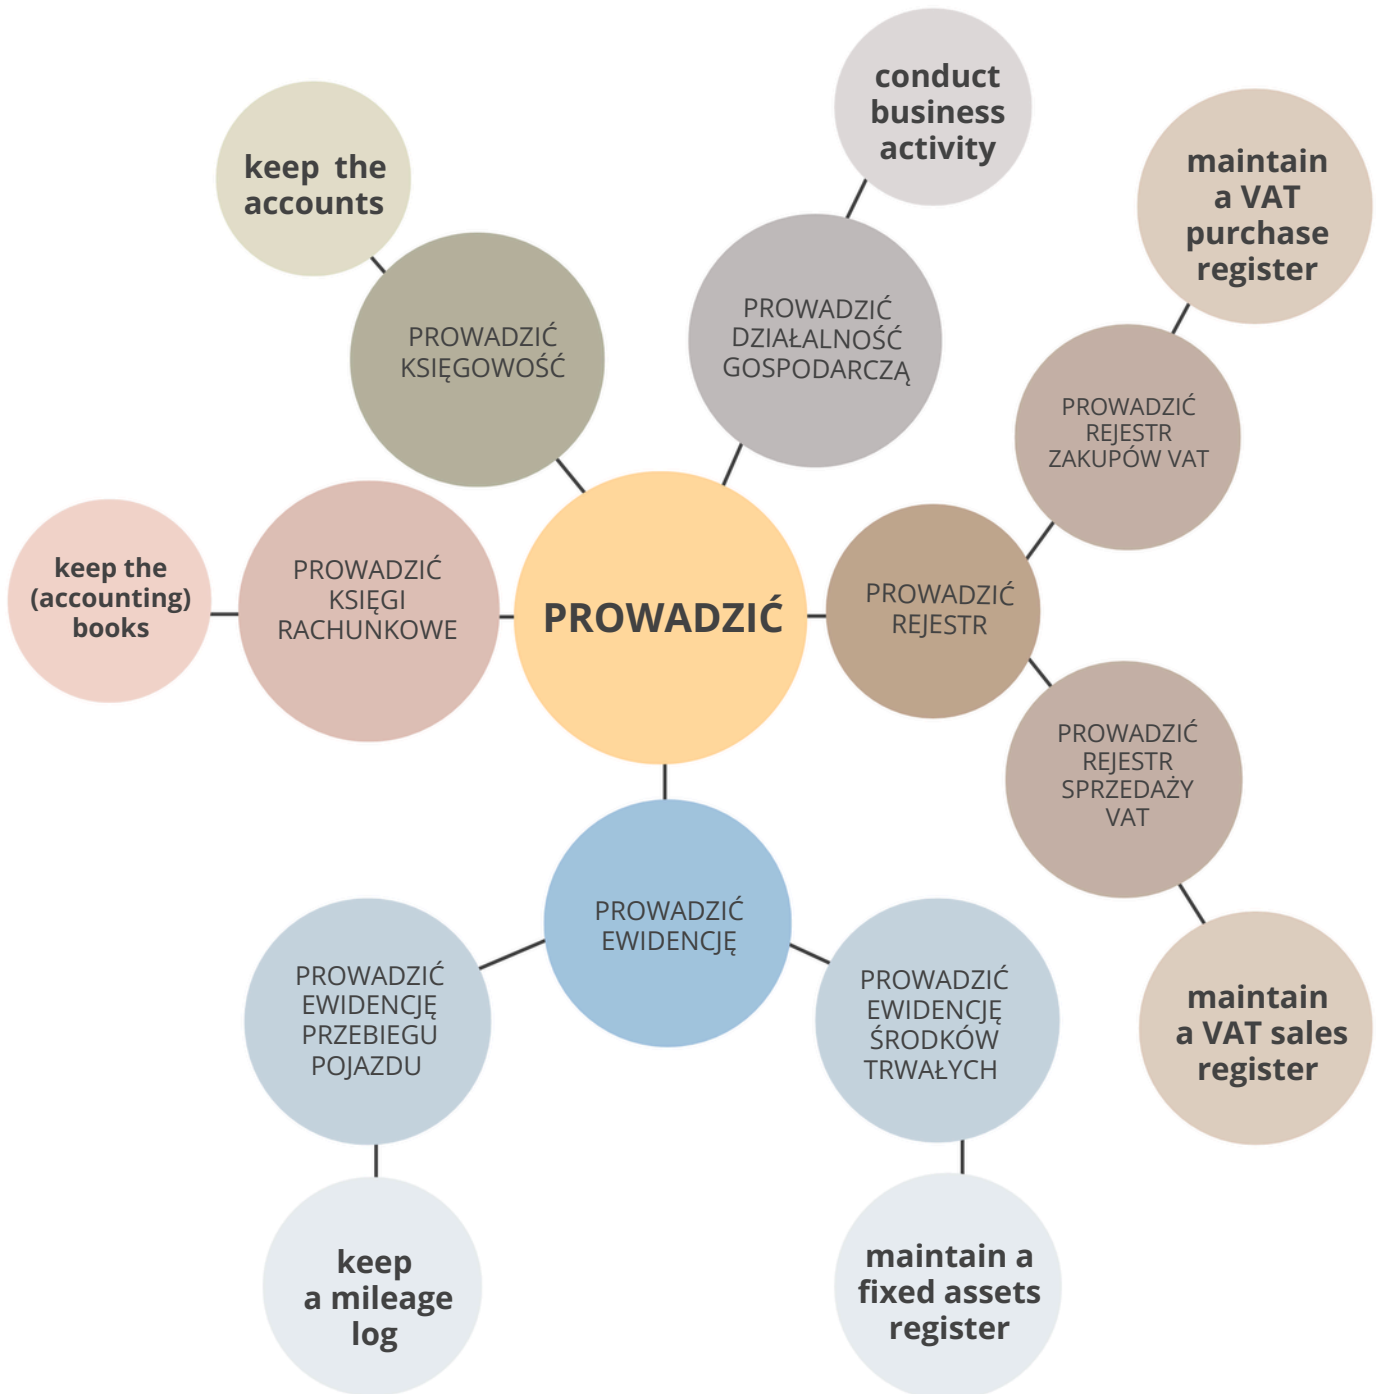 conduct
business
activity
keep the
accounts
maintain
a VAT
purchase
register
PROWADZIĆ
KSIĘGOWOŚĆ
PROWADZIĆ
DZIAŁALNOŚĆ
GOSPODARCZĄ
PROWADZIĆ
REJESTR
ZAKUPÓW VAT
keep the
(accounting)
books
PROWADZIĆ
KSIĘGI
RACHUNKOWE
PROWADZIĆ
PROWADZIĆ
REJESTR
PROWADZIĆ
REJESTR
SPRZEDAŻY
VAT
PROWADZIĆ
EWIDENCJĘ
PROWADZIĆ
EWIDENCJĘ
PRZEBIEGU
POJAZDU
PROWADZIĆ
EWIDENCJĘ
ŚRODKÓW
TRWAŁYCH
maintain
a VAT sales
register
keep
a mileage
log
maintain a
fixed assets
register